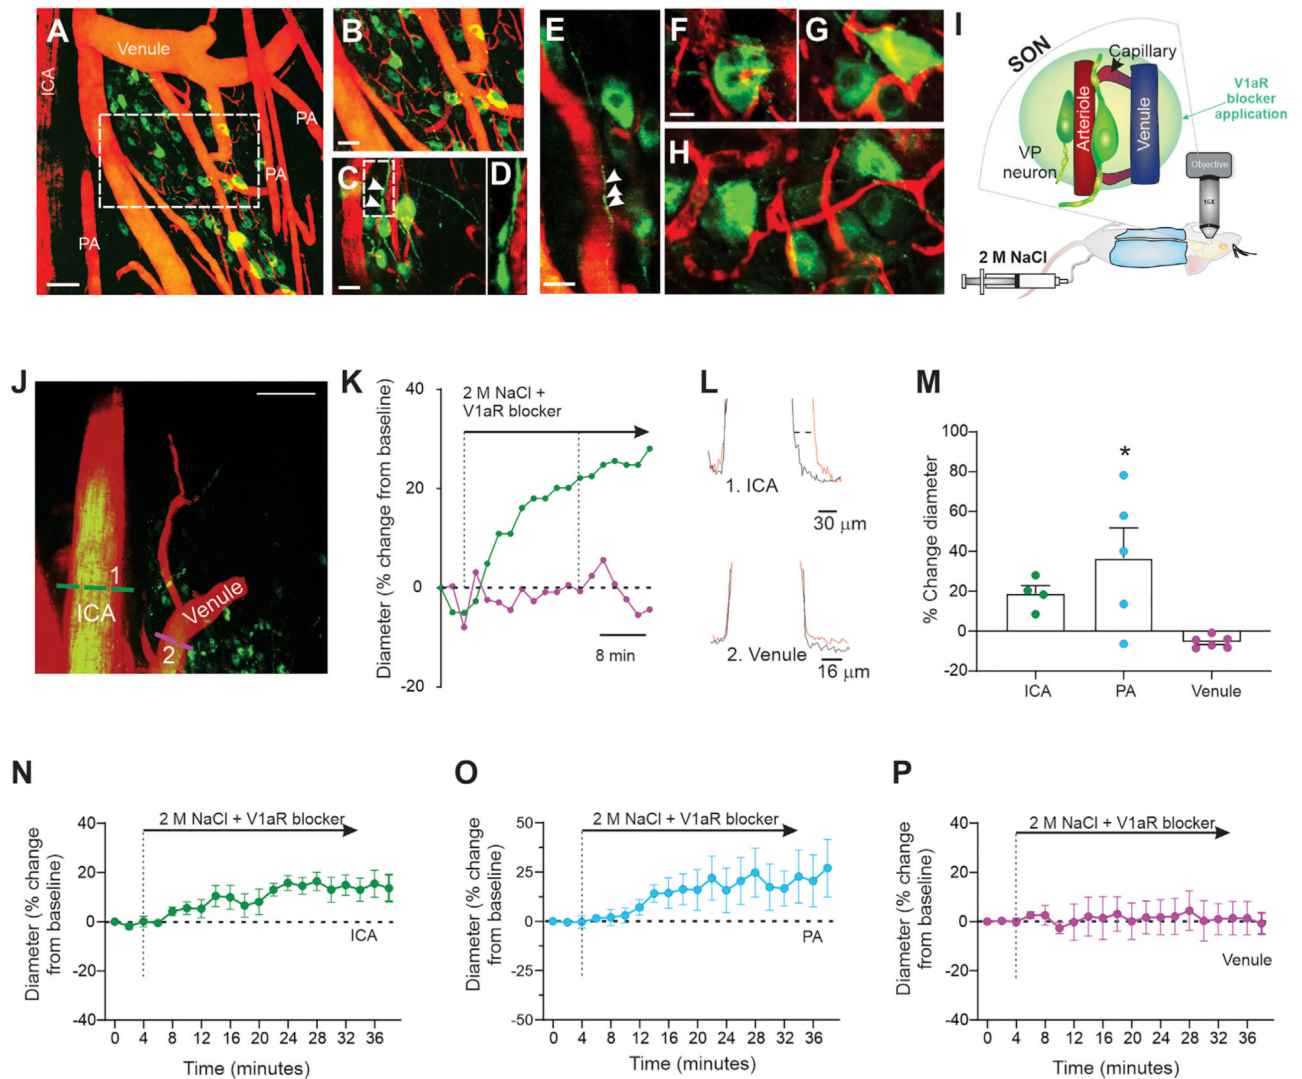 A
ICA
Venule
PA
PA
PA
B
C
D
E
F
G
H
I
SON
Capillary
Arteriole
Venule
VP
neuron
V1aR
blocker
application
Objective
16X
2 M NaCl
J
1
ICA
Venule
2
K
Diameter (% change from baseline)
40
20
0
-20
2 M NaCl +
V1aR blocker
8 min
L
1. ICA
30 μm
2. Venule
16 μm
M
% Change diameter
100
80
60
40
20
0
-20
*
ICA
PA
Venule
N
Diameter (% change
from baseline)
40
20
0
-20
-40
2 M NaCl + V1aR blocker
ICA
0 4 8 12 16 20 24 28 32 36
Time (minutes)
O
Diameter (% change
from baseline)
50
25
0
-25
-50
2 M NaCl + V1aR blocker
PA
0 4 8 12 16 20 24 28 32 36
Time (minutes)
P
Diameter (% change
from baseline)
40
20
0
-20
-40
2 M NaCl + V1aR blocker
Venule
0 4 8 12 16 20 24 28 32 36
Time (minutes)